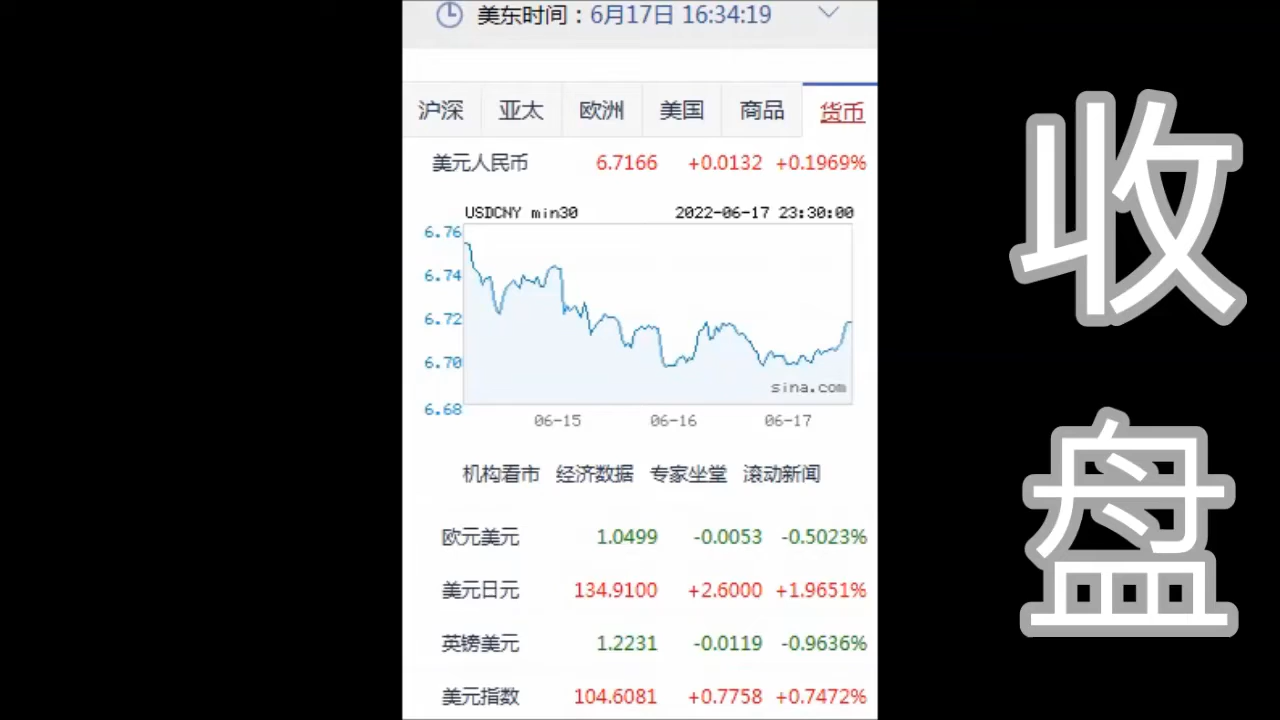 美东时间：6月17日 16:34:19
沪深 亚太 欧洲 美国 商品 货币
美元人民币 6.7166 +0.0132 +0.1969%
USDCNY min30 2022-06-17 23:30:00
6.76
6.74
6.72
6.70
6.68
sina.com
06-15 06-16 06-17
机构看市 经济数据 专家坐堂 滚动新闻
欧元美元 1.0499 -0.0053 -0.5023%
美元日元 134.9100 +2.6000 +1.9651%
英镑美元 1.2231 -0.0119 -0.9636%
美元指数 104.6081 +0.7758 +0.7472%
收
盘